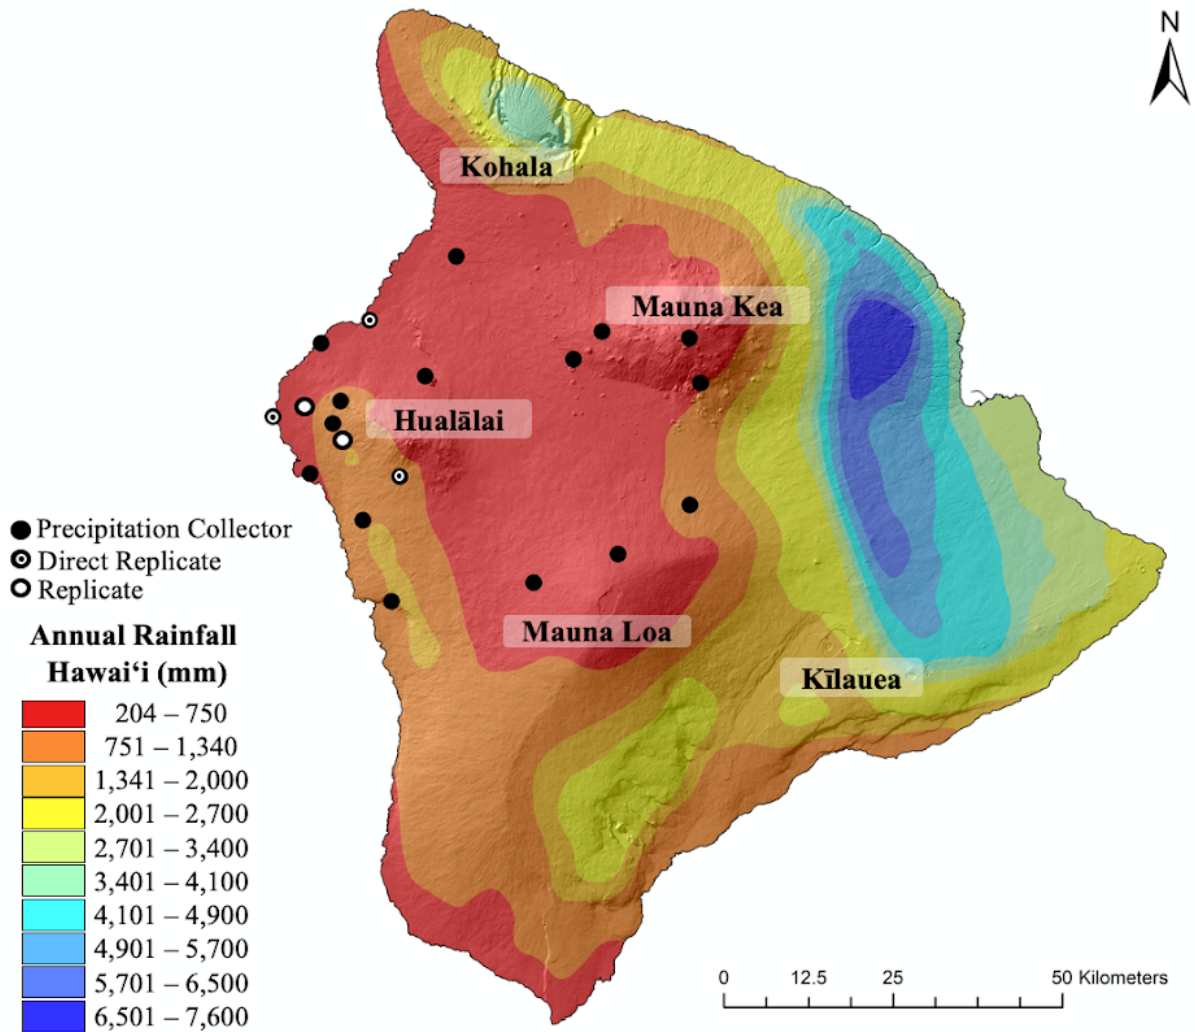 N
Kohala
Mauna Kea
Hualālai
Mauna Loa
Kīlauea
Precipitation Collector
Direct Replicate
Replicate
Annual Rainfall
Hawaiʻi (mm)
204 – 750
751 – 1,340
1,341 – 2,000
2,001 – 2,700
2,701 – 3,400
3,401 – 4,100
4,101 – 4,900
4,901 – 5,700
5,701 – 6,500
6,501 – 7,600
0 12.5 25 50 Kilometers